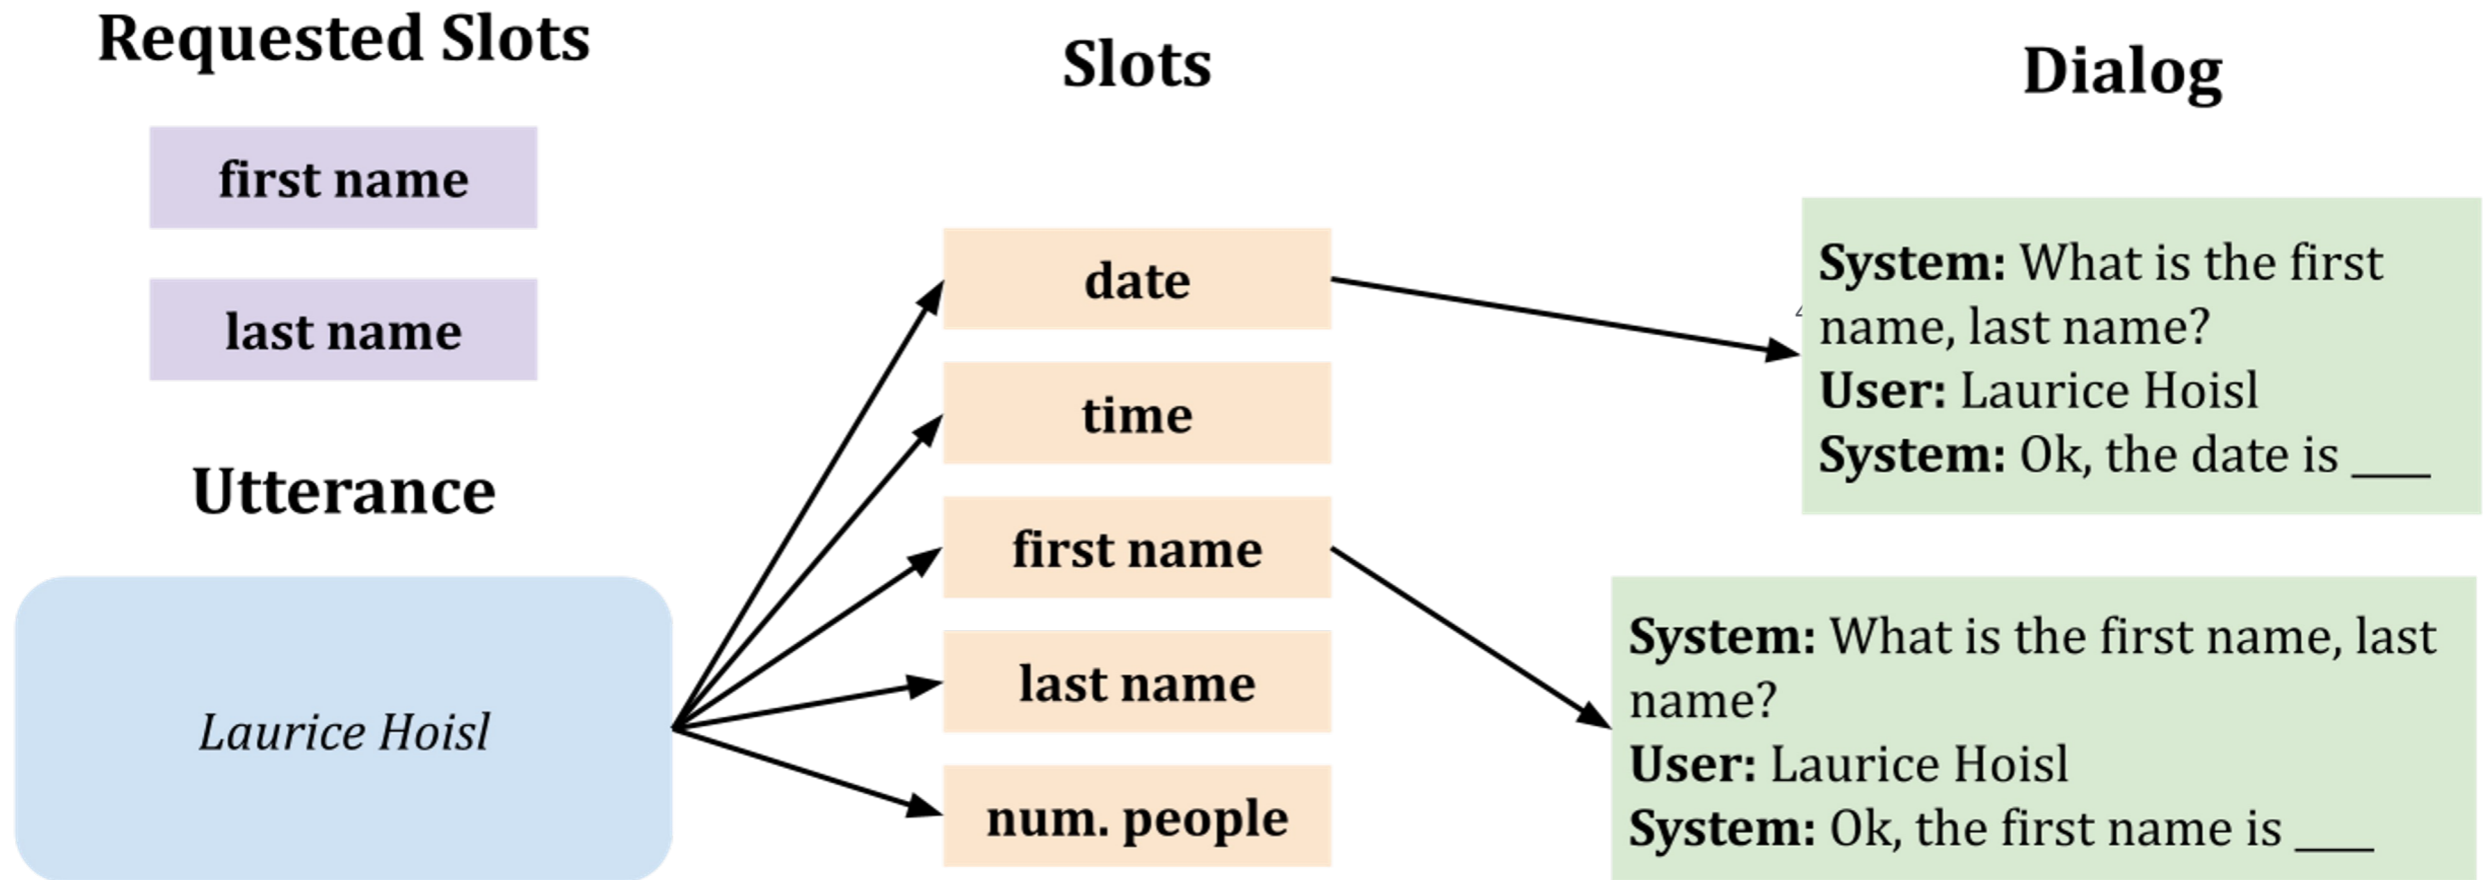 Requested Slots
first name
last name
Utterance
Laurice Hoisl
Slots
date
time
first name
last name
num. people
Dialog
System: What is the first
name, last name?
User: Laurice Hoisl
System: Ok, the date is ____
System: What is the first name, last
name?
User: Laurice Hoisl
System: Ok, the first name is ____